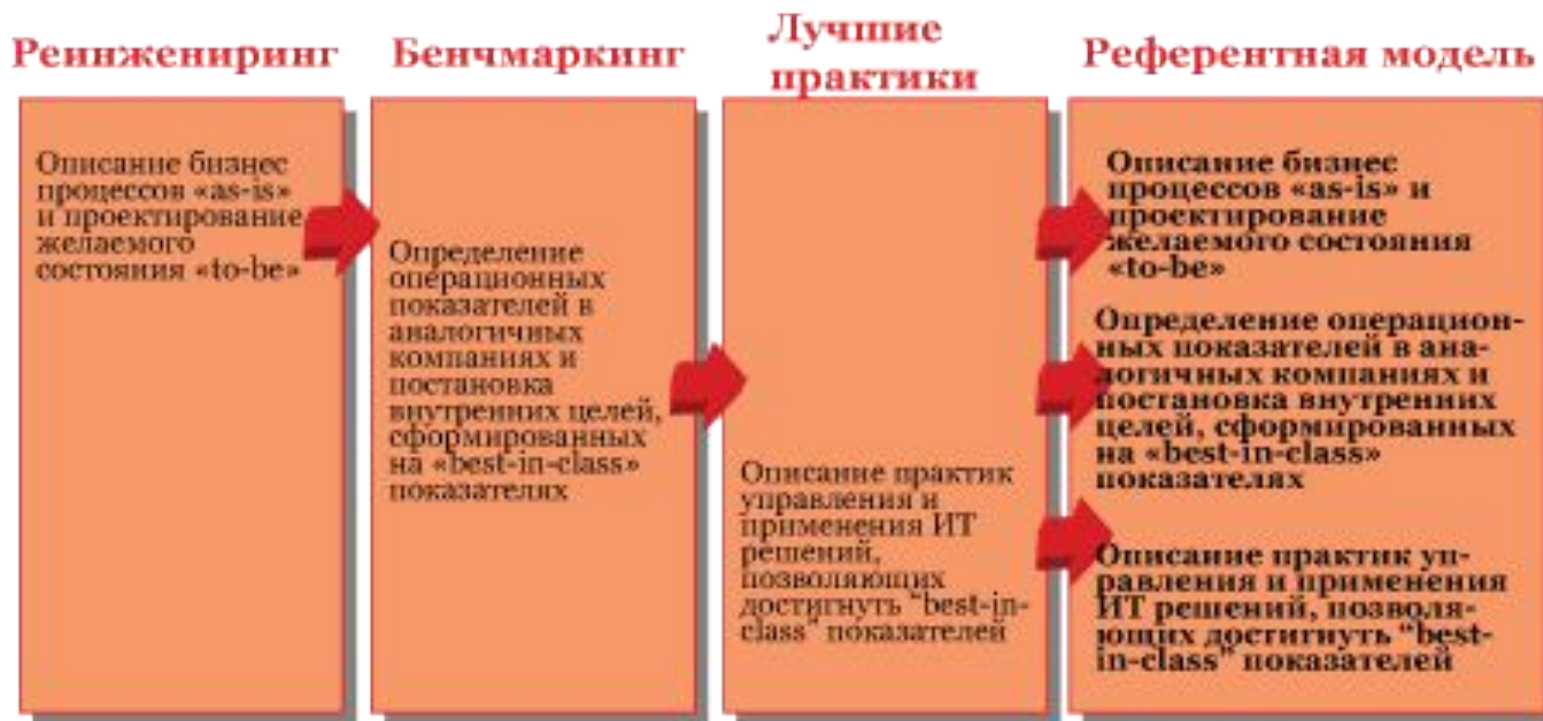 Реинжениринг
Бенчмаркинг
Лучшие
практики
Референтная модель
Описание бизнес
процессов «as-is»
и проектирование
желаемого
состояния «to-be»
Определение
операционных
показателей в
аналогичных
компаниях и
постановка
внутренних целей,
сформированных
на «best-in-class»
показателях
Описание практик
управления и
применения ИТ
решений,
позволяющих
достигнуть “best-in-
class” показателей
Описание бизнес
процессов «as-is» и
проектирование
желаемого состояния
«to-be»
Определение операцион-
ных показателей в ана-
логичных компаниях и
постановка внутренних
целей, сформированных
на «best-in-class»
показателях
Описание практик уп-
равления и применения
ИТ решений, позволя-
ющих достигнуть “best-
in-class” показателей